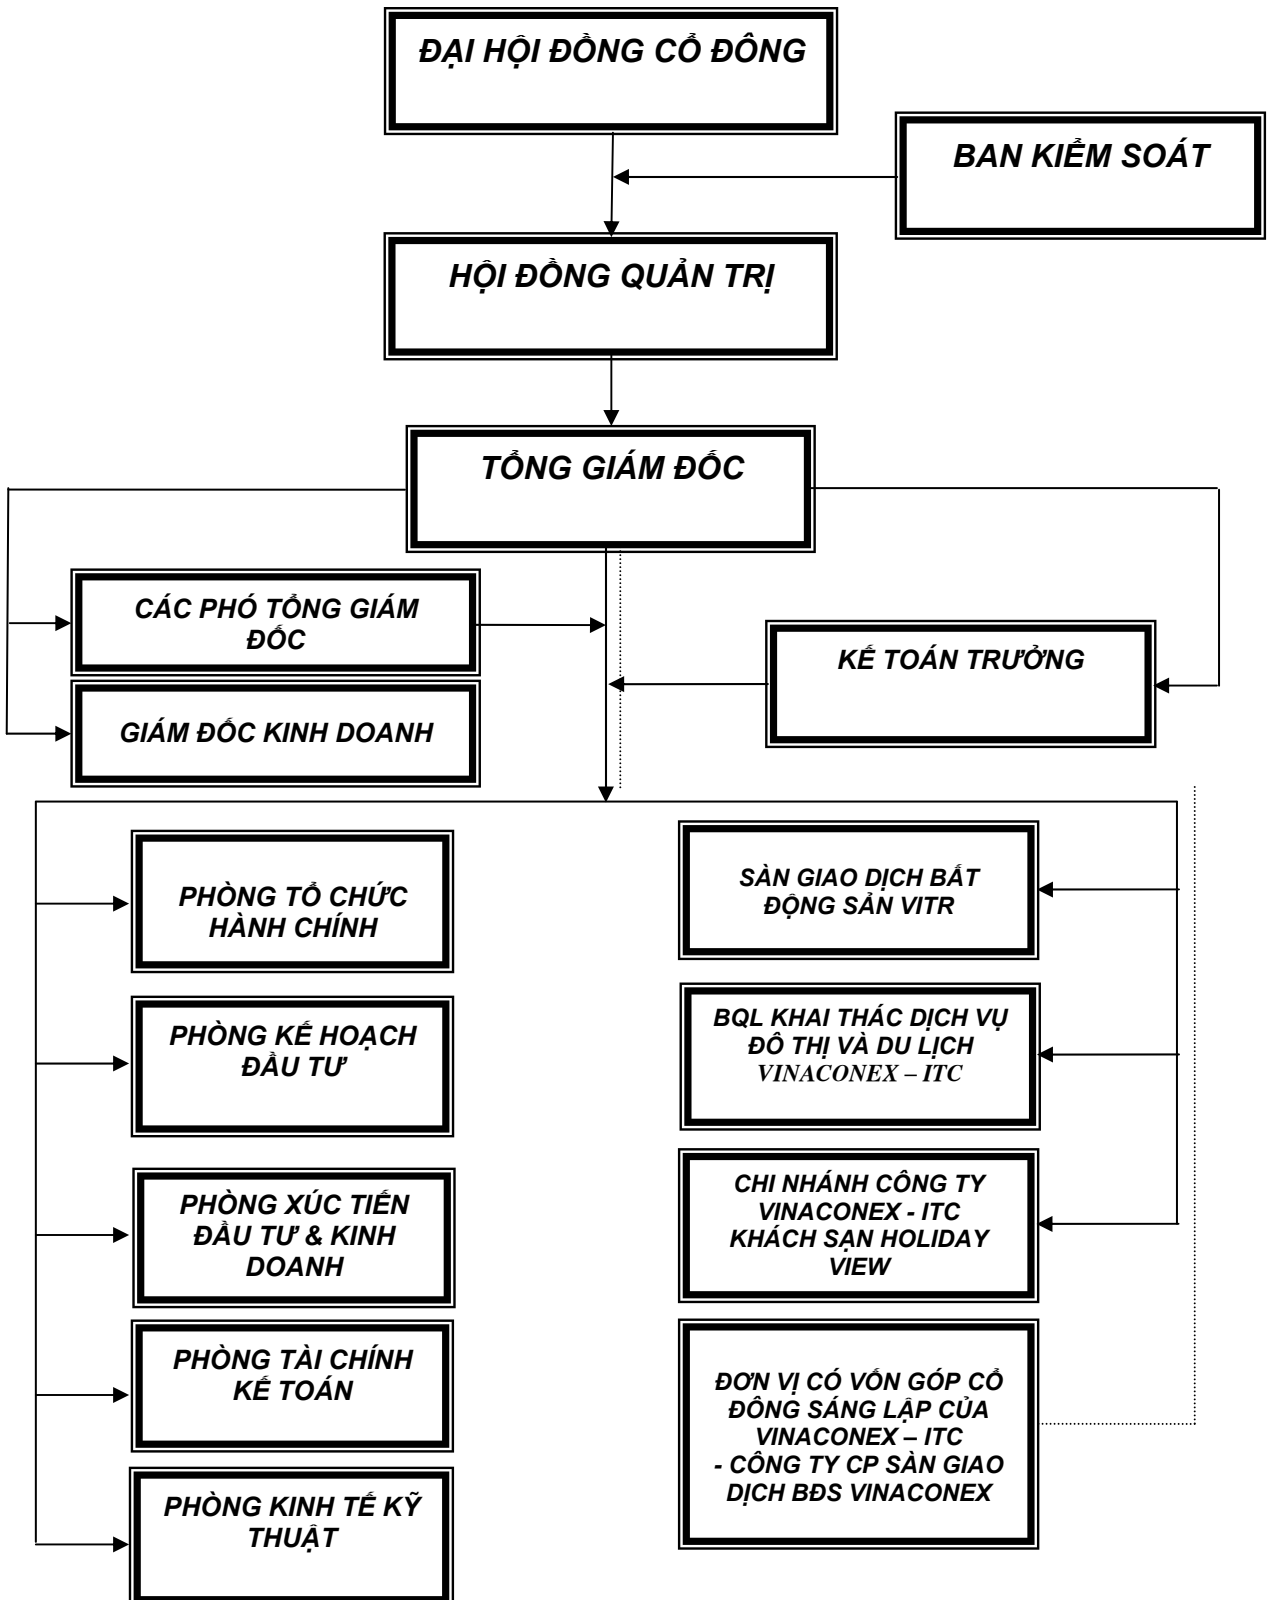 ĐẠI HỘI ĐỒNG CỔ ĐÔNG
BAN KIỂM SOÁT
HỘI ĐỒNG QUẢN TRỊ
TỔNG GIÁM ĐỐC
CÁC PHÓ TỔNG GIÁM
ĐỐC
KẾ TOÁN TRƯỞNG
GIÁM ĐỐC KINH DOANH
PHÒNG TỔ CHỨC
HÀNH CHÍNH
PHÒNG KẾ HOẠCH
ĐẦU TƯ
PHÒNG XÚC TIẾN
ĐẦU TƯ & KINH
DOANH
PHÒNG TÀI CHÍNH
KẾ TOÁN
PHÒNG KINH TẾ KỸ
THUẬT
SÀN GIAO DỊCH BẤT
ĐỘNG SẢN VITR
BQL KHAI THÁC DỊCH VỤ
ĐÔ THỊ VÀ DU LỊCH
VINACONEX – ITC
CHI NHÁNH CÔNG TY
VINACONEX - ITC
KHÁCH SẠN HOLIDAY
VIEW
ĐƠN VỊ CÓ VỐN GÓP CỔ
ĐÔNG SÁNG LẬP CỦA
VINACONEX – ITC
- CÔNG TY CP SÀN GIAO
DỊCH BĐS VINACONEX